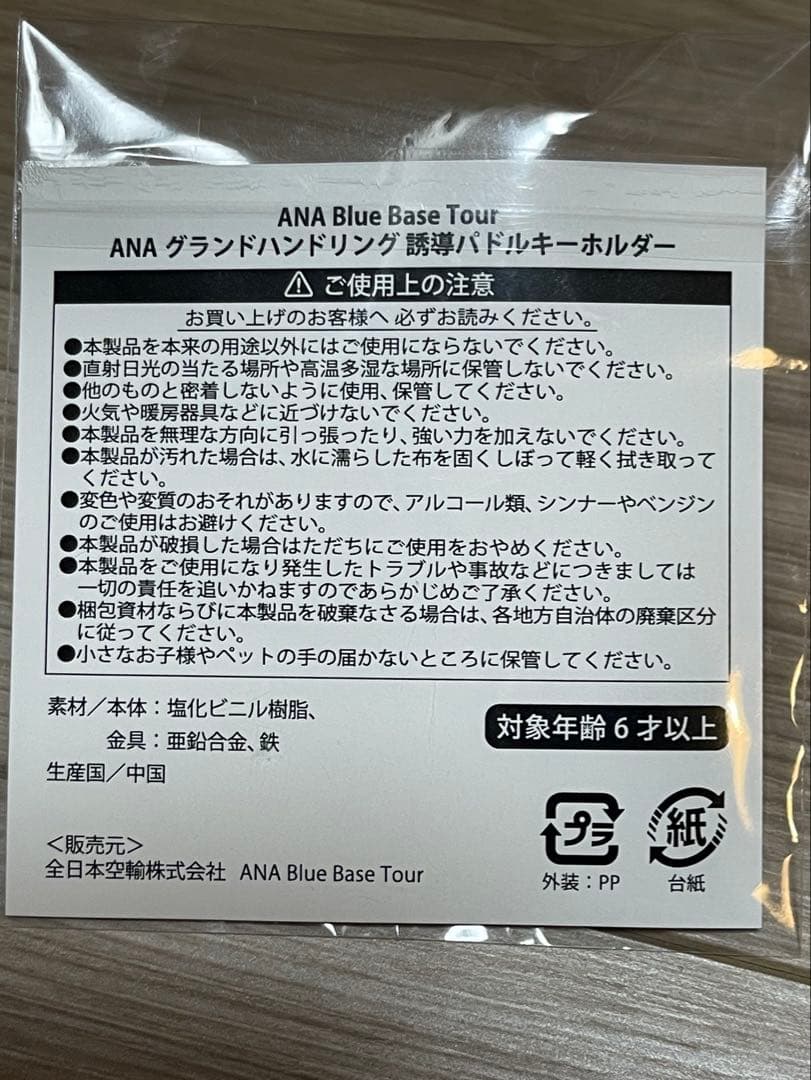 ANA Blue Base Tour
ANA グランドハンドリング 誘導パドルキーホルダー
⚠ ご使用上の注意
お買い上げのお客様へ 必ずお読みください。
●本製品を本来の用途以外にはご使用にならないでください。
●直射日光の当たる場所や高温多湿な場所に保管しないでください。
●他のものと密着しないように使用、保管してください。
●火気や暖房器具などに近づけないでください。
●本製品を無理な方向に引っ張ったり、強い力を加えないでください。
●本製品が汚れた場合は、水に濡らした布を固くしぼって軽く拭き取って
ください。
●変色や変質のおそれがありますので、アルコール類、シンナーやベンジン
のご使用はお避けください。
●本製品が破損した場合はただちにご使用をおやめください。
●本製品をご使用になり発生したトラブルや事故などにつきましては
一切の責任を追いかねますのであらかじめご了承ください。
●梱包資材ならびに本製品を破棄なさる場合は、各地方自治体の廃棄区分
に従ってください。
●小さなお子様やペットの手の届かないところに保管してください。
素材／本体：塩化ビニル樹脂、
金具：亜鉛合金、鉄
対象年齢 6 才以上
生産国／中国
＜販売元＞
全日本空輸株式会社 ANA Blue Base Tour
プラ
外装：PP
紙
台紙